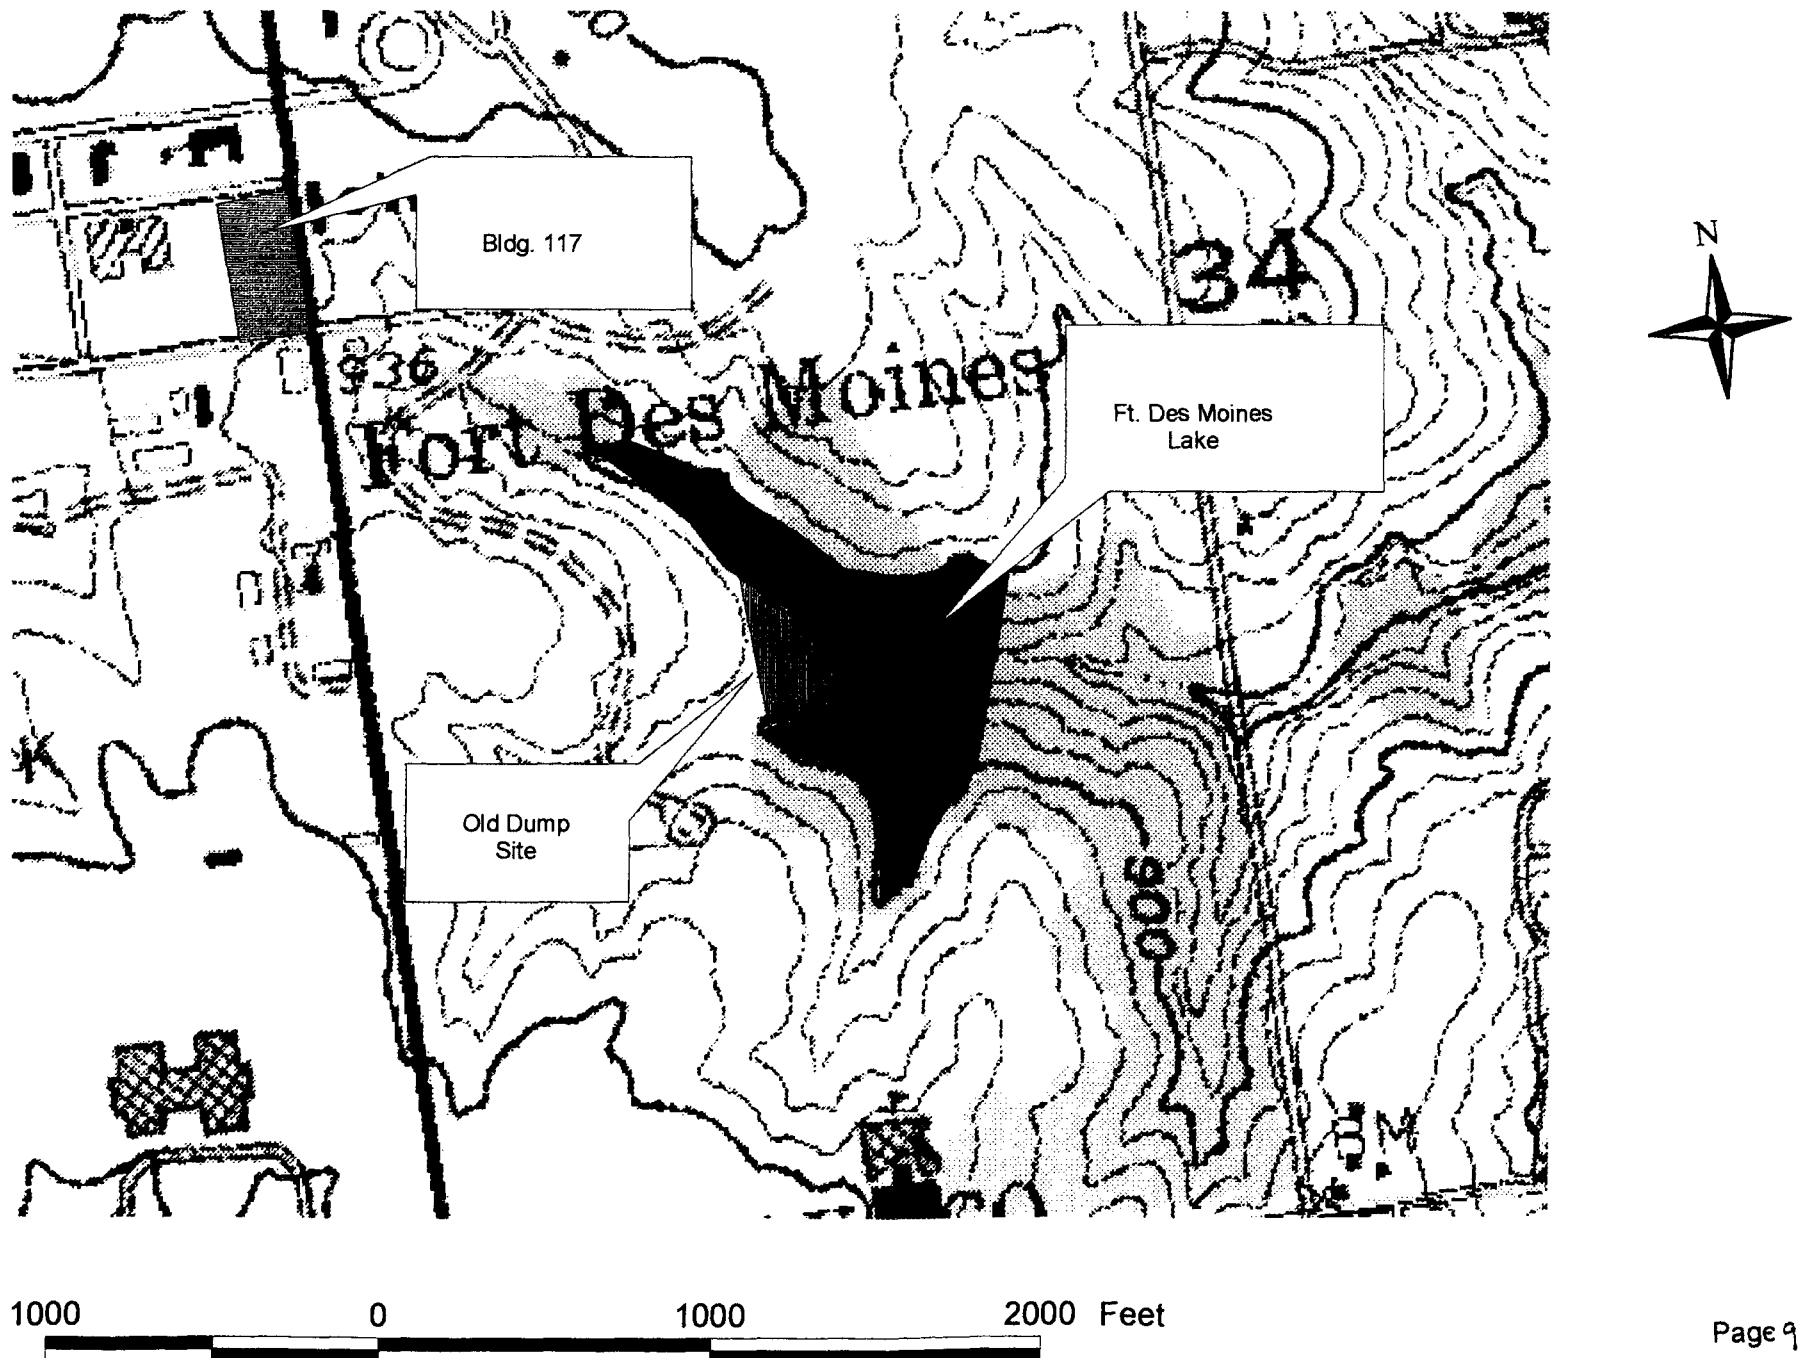 N
Bldg. 117
34
936
Fort Des Moines
Ft. Des Moines
Lake
K
Old Dump
Site
900
M
1000 0 1000 2000 Feet
Page 9